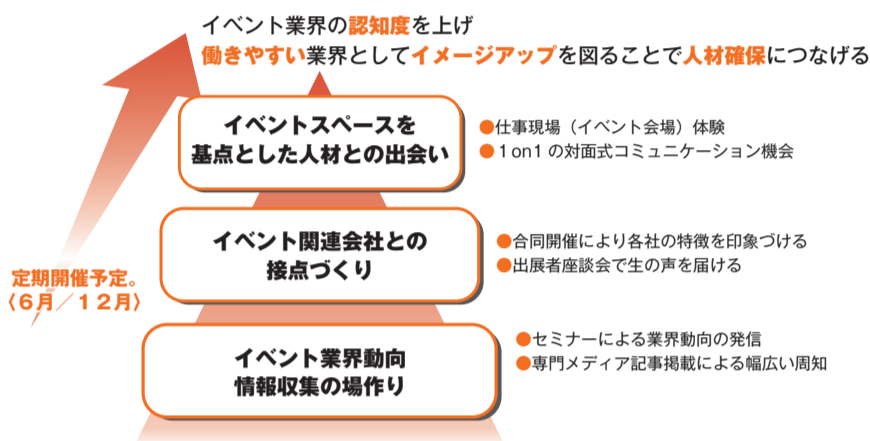 イベント業界の認知度を上げ
働きやすい業界としてイメージアップを図ることで人材確保につなげる
イベントスペースを
基点とした人材との出会い
●仕事現場（イベント会場）体験
●１on１の対面式コミュニケーション機会
イベント関連会社との
接点づくり
●合同開催により各社の特徴を印象づける
●出展者座談会で生の声を届ける
定期開催予定。
〈６月／１２月〉
イベント業界動向
情報収集の場作り
●セミナーによる業界動向の発信
●専門メディア記事掲載による幅広い周知